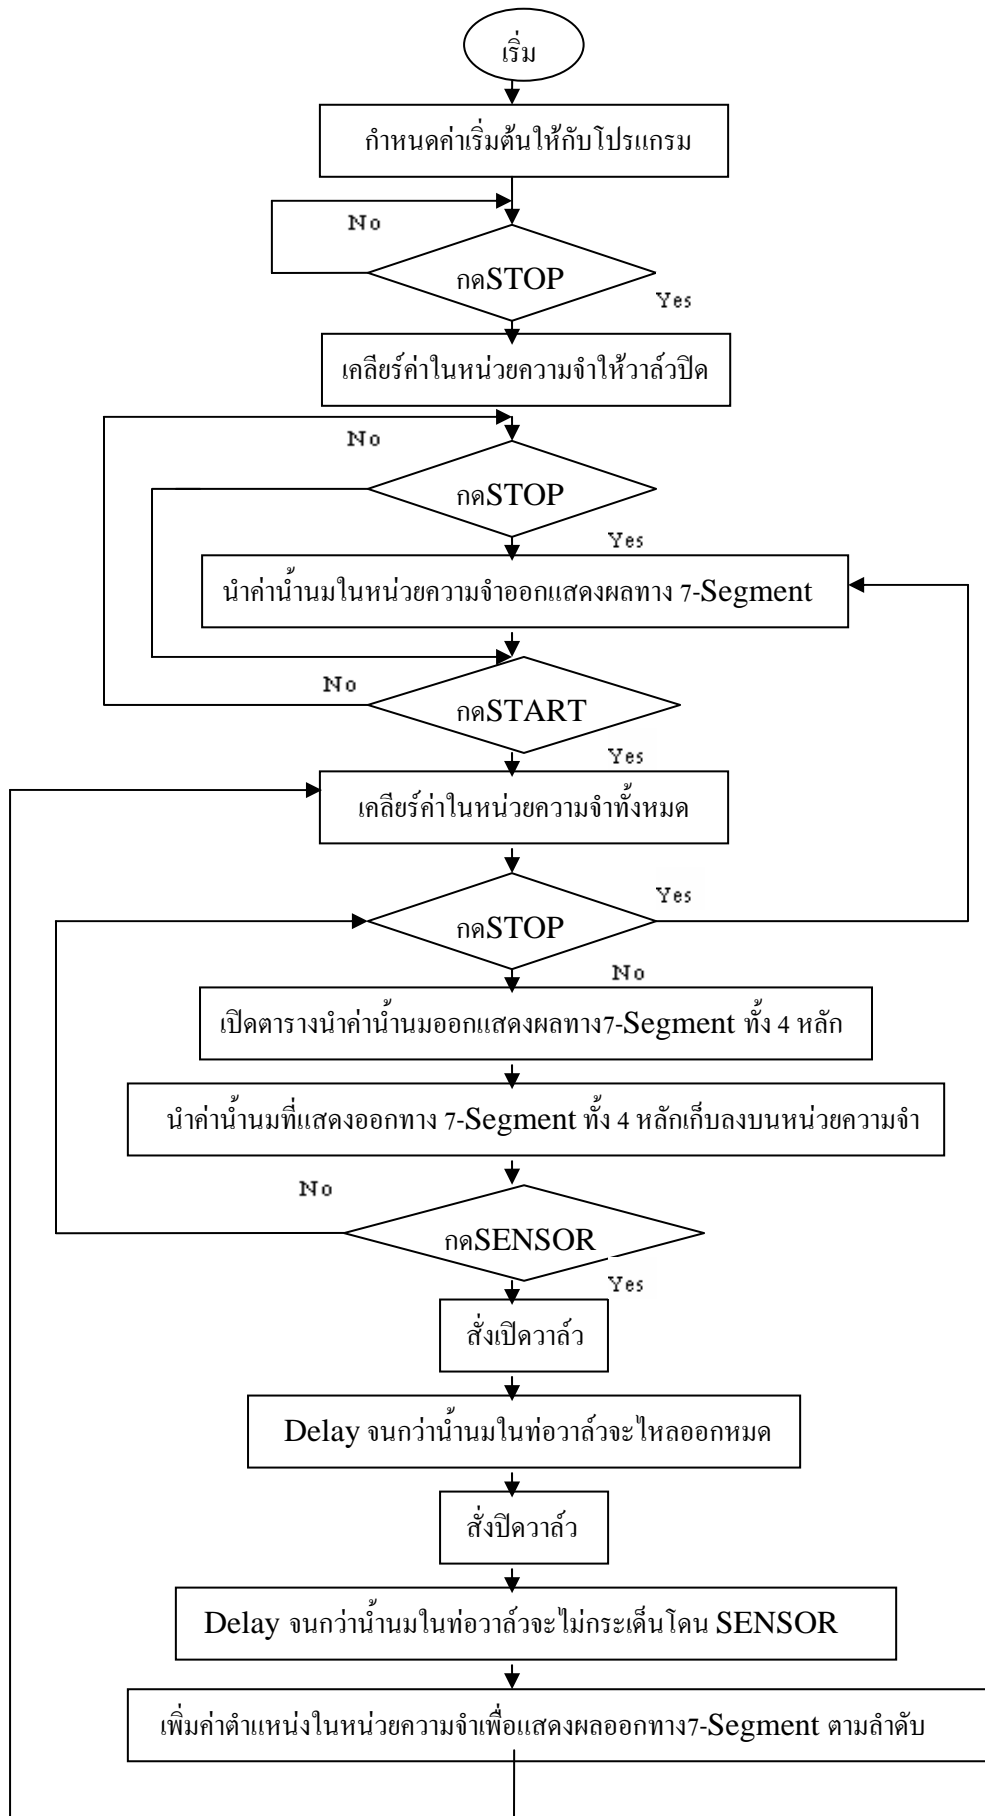 เริ่ม
กำหนดค่าเริ่มต้นให้กับโปรแกรม
No
กดSTOP
Yes
เคลียร์ค่าในหน่วยความจำให้วาล์วปิด
No
กดSTOP
Yes
นำค่าน้ำนมในหน่วยความจำออกแสดงผลทาง 7-Segment
No
กดSTART
Yes
เคลียร์ค่าในหน่วยความจำทั้งหมด
Yes
กดSTOP
No
เปิดตารางนำค่าน้ำนมออกแสดงผลทาง7-Segment ทั้ง 4 หลัก
นำค่าน้ำนมที่แสดงออกทาง 7-Segment ทั้ง 4 หลักเก็บลงบนหน่วยความจำ
No
กดSENSOR
Yes
สั่งเปิดวาล์ว
Delay จนกว่าน้ำนมในท่อวาล์วจะไหลออกหมด
สั่งปิดวาล์ว
Delay จนกว่าน้ำนมในท่อวาล์วจะไม่กระเด็นโดน SENSOR
เพิ่มค่าตำแหน่งในหน่วยความจำเพื่อแสดงผลออกทาง7-Segment ตามลำดับ